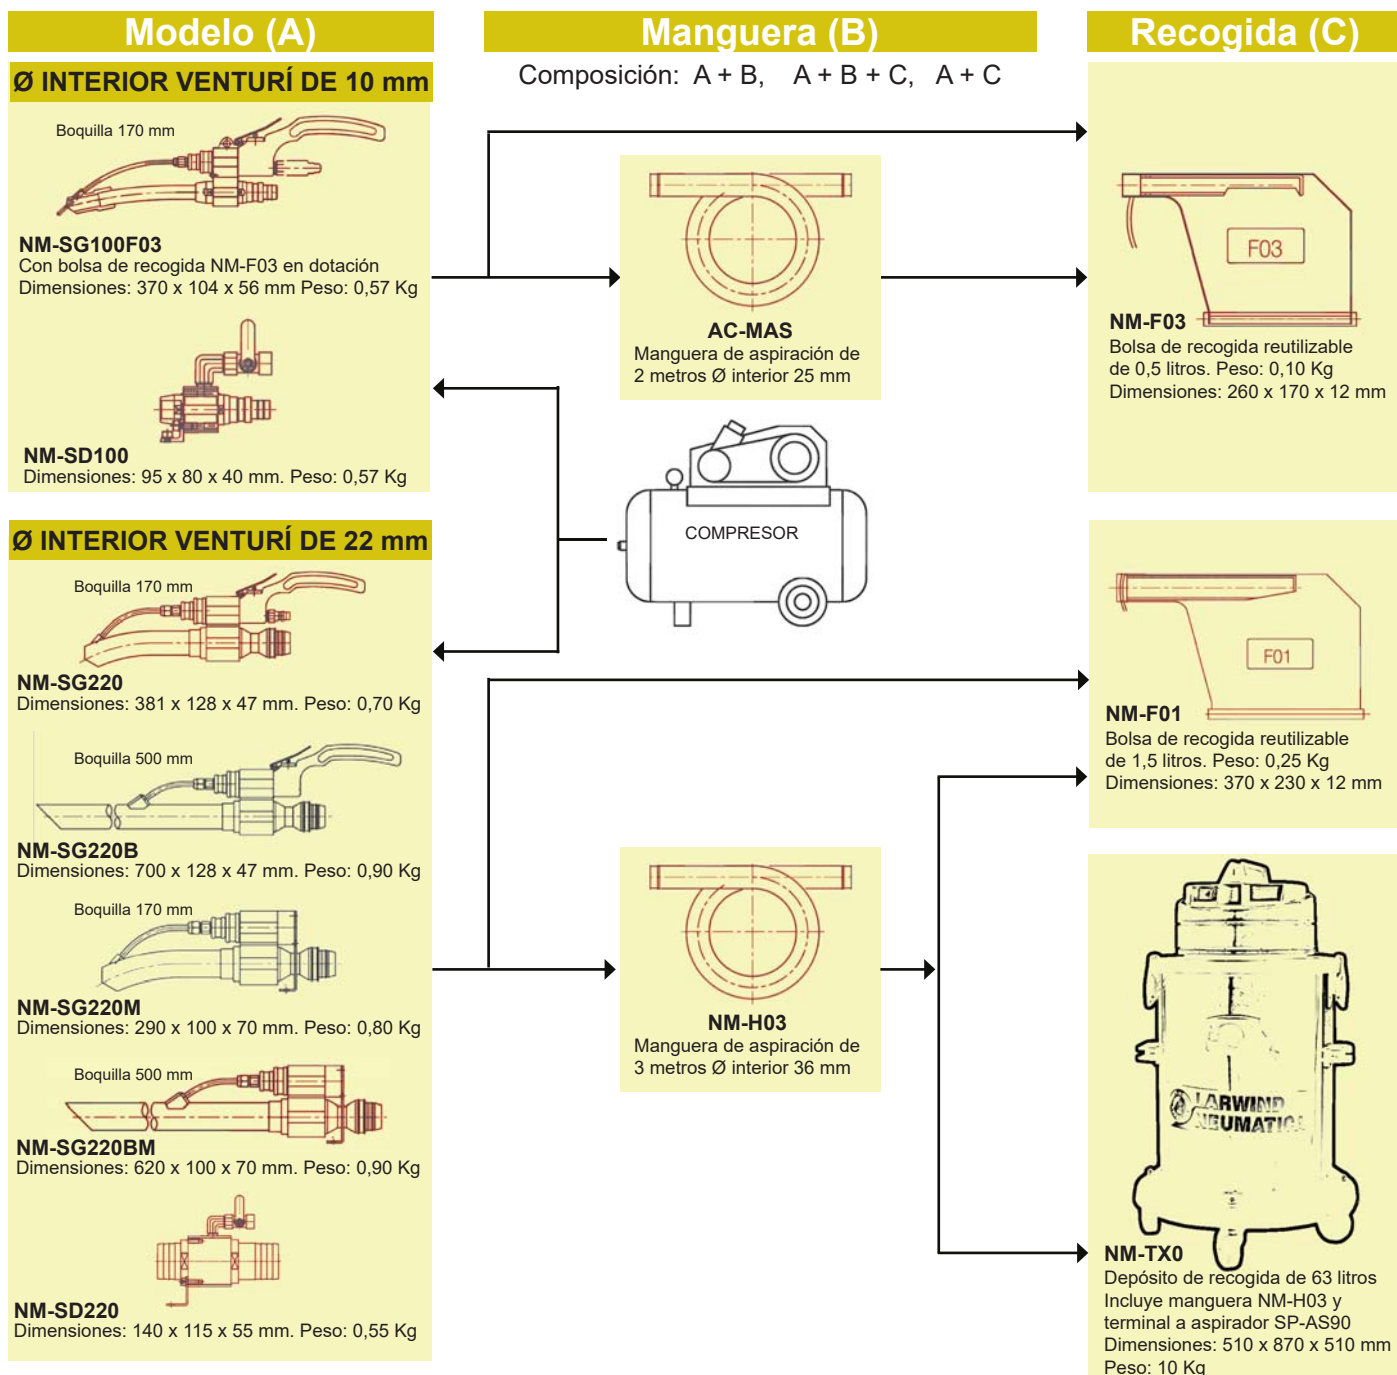 Modelo (A)
Manguera (B)
Recogida (C)
Ø INTERIOR VENTURÍ DE 10 mm
Composición: A + B, A + B + C, A + C
Boquilla 170 mm
NM-SG100F03
Con bolsa de recogida NM-F03 en dotación
Dimensiones: 370 x 104 x 56 mm Peso: 0,57 Kg
NM-SD100
Dimensiones: 95 x 80 x 40 mm. Peso: 0,57 Kg
AC-MAS
Manguera de aspiración de
2 metros Ø interior 25 mm
F03
NM-F03
Bolsa de recogida reutilizable
de 0,5 litros. Peso: 0,10 Kg
Dimensiones: 260 x 170 x 12 mm
COMPRESOR
Ø INTERIOR VENTURÍ DE 22 mm
Boquilla 170 mm
NM-SG220
Dimensiones: 381 x 128 x 47 mm. Peso: 0,70 Kg
Boquilla 500 mm
NM-SG220B
Dimensiones: 700 x 128 x 47 mm. Peso: 0,90 Kg
Boquilla 170 mm
NM-SG220M
Dimensiones: 290 x 100 x 70 mm. Peso: 0,80 Kg
Boquilla 500 mm
NM-SG220BM
Dimensiones: 620 x 100 x 70 mm. Peso: 0,90 Kg
NM-SD220
Dimensiones: 140 x 115 x 55 mm. Peso: 0,55 Kg
NM-H03
Manguera de aspiración de
3 metros Ø interior 36 mm
F01
NM-F01
Bolsa de recogida reutilizable
de 1,5 litros. Peso: 0,25 Kg
Dimensiones: 370 x 230 x 12 mm
LARWIND
NEUMATICA
NM-TX0
Depósito de recogida de 63 litros
Incluye manguera NM-H03 y
terminal a aspirador SP-AS90
Dimensiones: 510 x 870 x 510 mm
Peso: 10 Kg